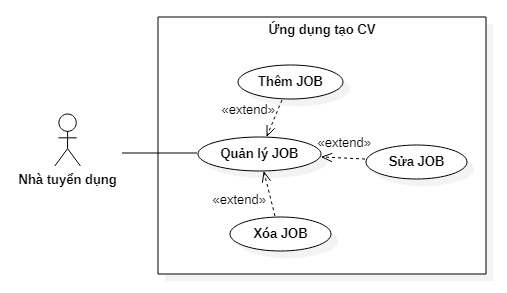 Ứng dụng tạo CV
Thêm JOB
«extend»
Quản lý JOB
«extend»
Sửa JOB
Nhà tuyển dụng
«extend»
Xóa JOB